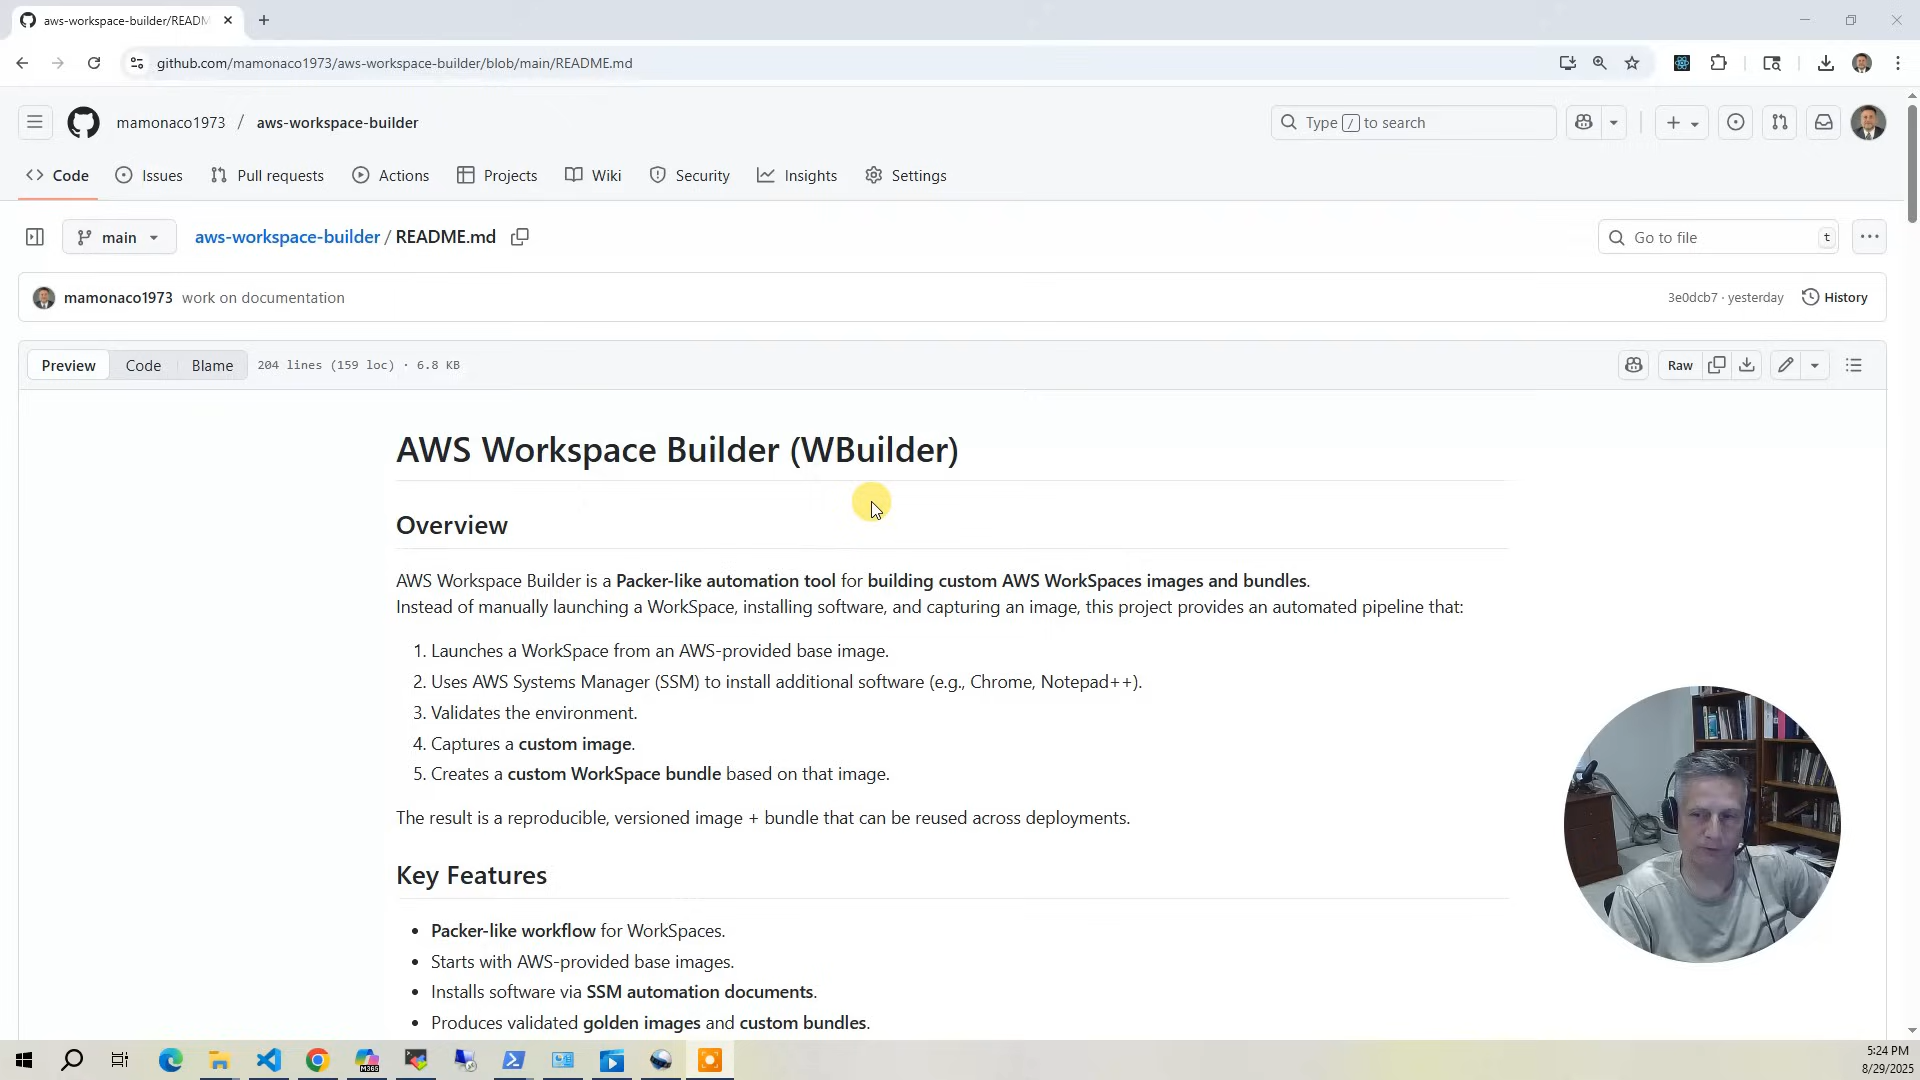 aws-workspace-builder/READM
github.com/mamonaco1973/aws-workspace-builder/blob/main/README.md
mamonaco1973 / aws-workspace-builder
Type / to search
Code
Issues
Pull requests
Actions
Projects
Wiki
Security
Insights
Settings
main
aws-workspace-builder / README.md
Go to file
t
mamonaco1973 work on documentation
3e0dcb7 · yesterday
History
Preview
Code
Blame
204 lines (159 loc) · 6.8 KB
Raw
AWS Workspace Builder (WBuilder)
Overview
AWS Workspace Builder is a Packer-like automation tool for building custom AWS WorkSpaces images and bundles.
Instead of manually launching a WorkSpace, installing software, and capturing an image, this project provides an automated pipeline that:
1. Launches a WorkSpace from an AWS-provided base image.
2. Uses AWS Systems Manager (SSM) to install additional software (e.g., Chrome, Notepad++).
3. Validates the environment.
4. Captures a custom image.
5. Creates a custom WorkSpace bundle based on that image.
The result is a reproducible, versioned image + bundle that can be reused across deployments.
Key Features
• Packer-like workflow for WorkSpaces.
• Starts with AWS-provided base images.
• Installs software via SSM automation documents.
• Produces validated golden images and custom bundles.
M365
5:24 PM
8/29/2025